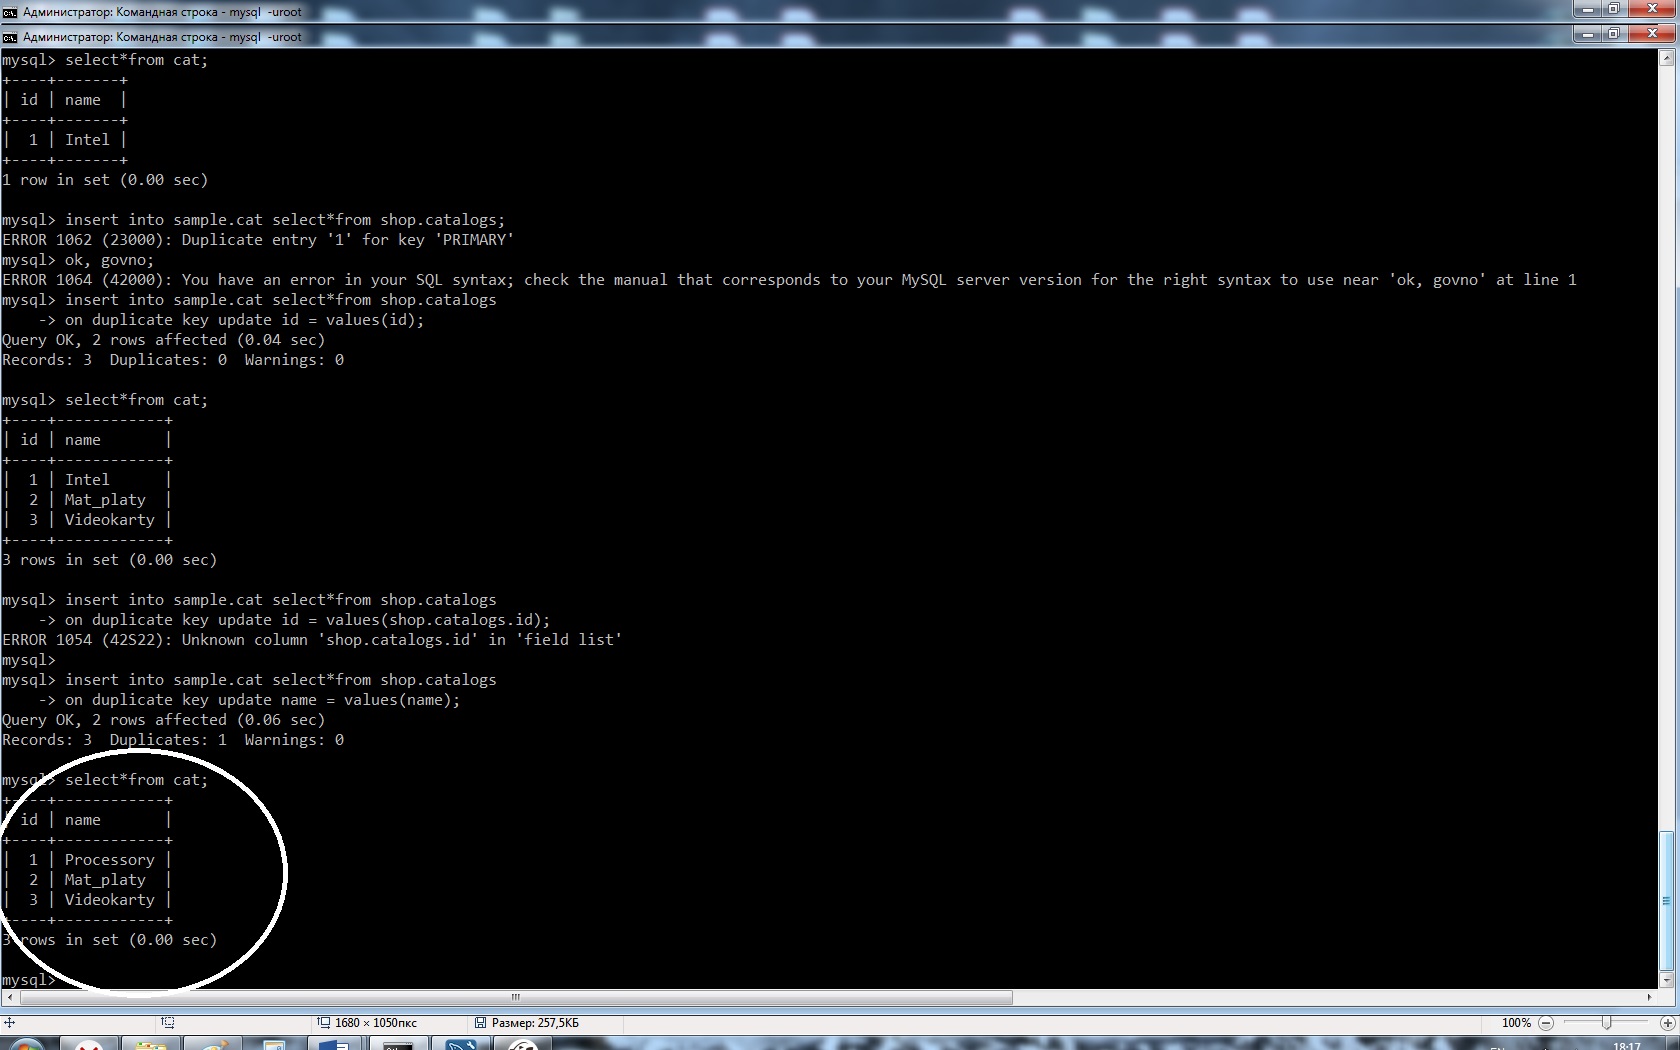 Администратор: Командная строка - mysql -uroot
Администратор: Командная строка - mysql -uroot
mysql> select*from cat;
+----+-------+
| id | name  |
+----+-------+
|  1 | Intel |
+----+-------+
1 row in set (0.00 sec)
mysql> insert into sample.cat select*from shop.catalogs;
ERROR 1062 (23000): Duplicate entry '1' for key 'PRIMARY'
mysql> ok, govno;
ERROR 1064 (42000): You have an error in your SQL syntax; check the manual that corresponds to your MySQL server version for the right syntax to use near 'ok, govno' at line 1
mysql> insert into sample.cat select*from shop.catalogs
    -> on duplicate key update id = values(id);
Query OK, 2 rows affected (0.04 sec)
Records: 3  Duplicates: 0  Warnings: 0
mysql> select*from cat;
+----+------------+
| id | name       |
+----+------------+
|  1 | Intel      |
|  2 | Mat_platy  |
|  3 | Videokarty |
+----+------------+
3 rows in set (0.00 sec)
mysql> insert into sample.cat select*from shop.catalogs
    -> on duplicate key update id = values(shop.catalogs.id);
ERROR 1054 (42S22): Unknown column 'shop.catalogs.id' in 'field list'
mysql>
mysql> insert into sample.cat select*from shop.catalogs
    -> on duplicate key update name = values(name);
Query OK, 2 rows affected (0.06 sec)
Records: 3  Duplicates: 1  Warnings: 0
mysql> select*from cat;
+----+------------+
| id | name       |
+----+------------+
|  1 | Processory |
|  2 | Mat_platy  |
|  3 | Videokarty |
+----+------------+
3 rows in set (0.00 sec)
mysql>
1680 × 1050пкс
Размер: 257,5КБ
100%
18:17